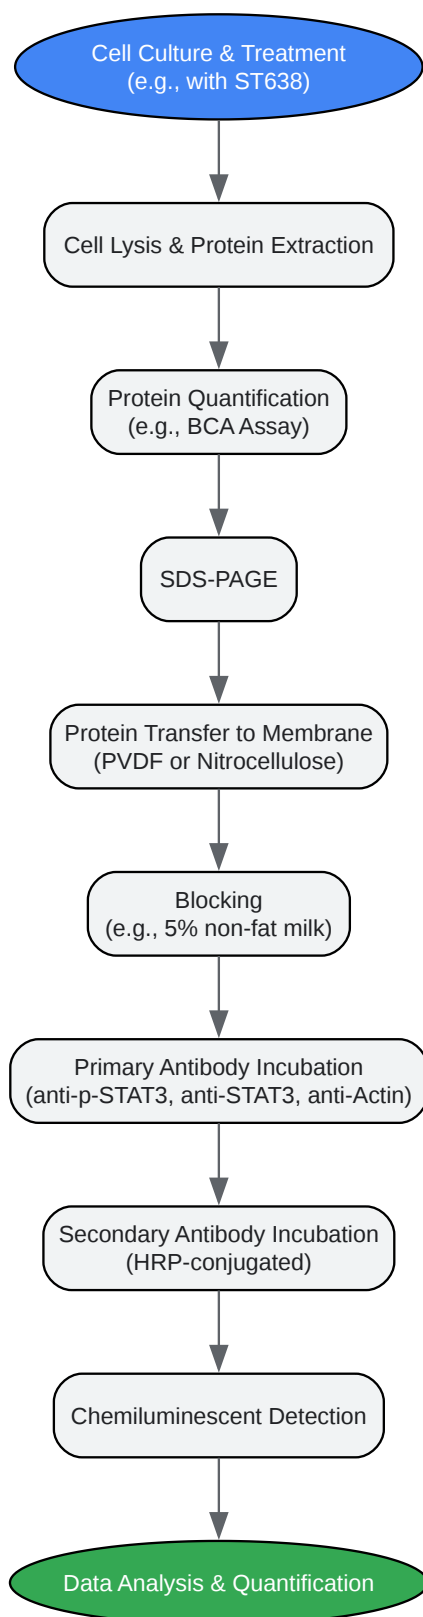 Cell Culture & Treatment
(e.g., with ST638)
Cell Lysis & Protein Extraction
Protein Quantification
(e.g., BCA Assay)
SDS-PAGE
Protein Transfer to Membrane
(PVDF or Nitrocellulose)
Blocking
(e.g., 5% non-fat milk)
Primary Antibody Incubation
(anti-p-STAT3, anti-STAT3, anti-Actin)
Secondary Antibody Incubation
(HRP-conjugated)
Chemiluminescent Detection
Data Analysis & Quantification